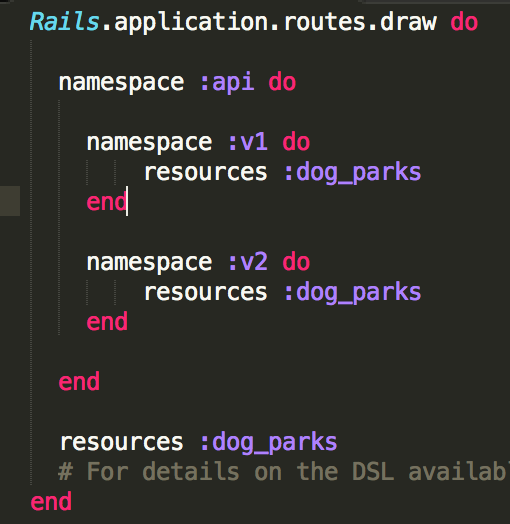 Rails.application.routes.draw do
namespace :api do
namespace :v1 do
resources :dog_parks
end
namespace :v2 do
resources :dog_parks
end
end
resources :dog_parks
# For details on the DSL availabl
end